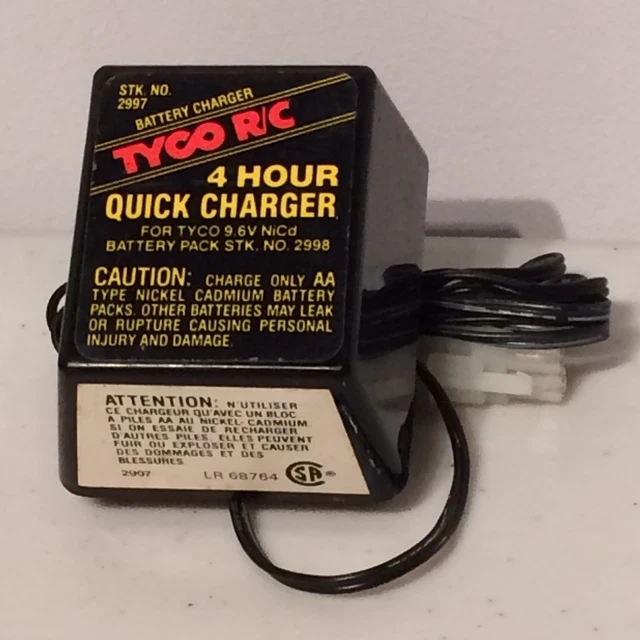 STK. NO.
2997
BATTERY CHARGER
TYCO R/C
4 HOUR
QUICK CHARGER
FOR TYCO 9.6V NiCd
BATTERY PACK STK. NO. 2998
CAUTION: CHARGE ONLY AA
TYPE NICKEL CADMIUM BATTERY
PACKS. OTHER BATTERIES MAY LEAK
OR RUPTURE CAUSING PERSONAL
INJURY AND DAMAGE.
ATTENTION: N'UTILISER
CE CHARGEUR QU'AVEC UN BLOC
A PILES AA AU NICKEL-CADMIUM.
SI ON ESSAIE DE RECHARGER
D'AUTRES PILES, ELLES PEUVENT
FUIR OU EXPLOSER ET CAUSER
DES DOMMAGES ET DES
BLESSURES.
2997 LR 68764 SA ®